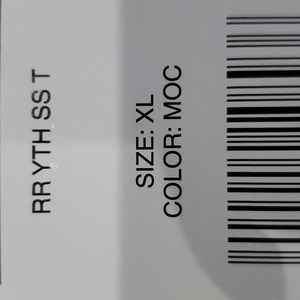 RR YTH SS T
SIZE: XL
COLOR: MOC